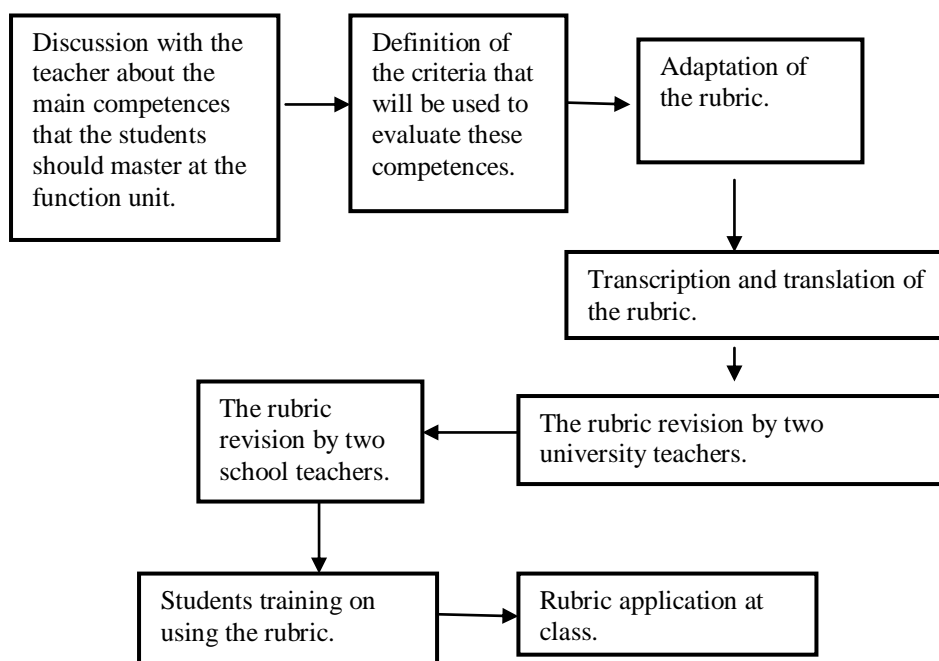 Discussion with the
teacher about the
main competences
that the students
should master at the
function unit.
Definition of
the criteria that
will be used to
evaluate these
competences.
Adaptation of
the rubric.
Transcription and translation of
the rubric.
The rubric revision by two
university teachers.
The rubric
revision by two
school teachers.
Students training on
using the rubric.
Rubric application at
class.